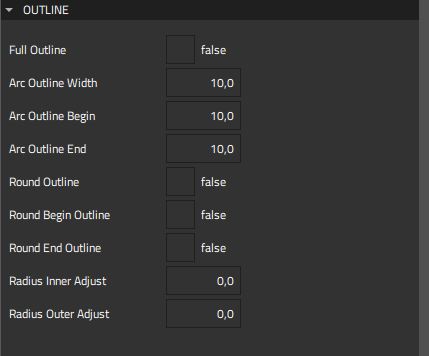 OUTLINE
Full Outline false
Arc Outline Width 10,0
Arc Outline Begin 10,0
Arc Outline End 10,0
Round Outline false
Round Begin Outline false
Round End Outline false
Radius Inner Adjust 0,0
Radius Outer Adjust 0,0